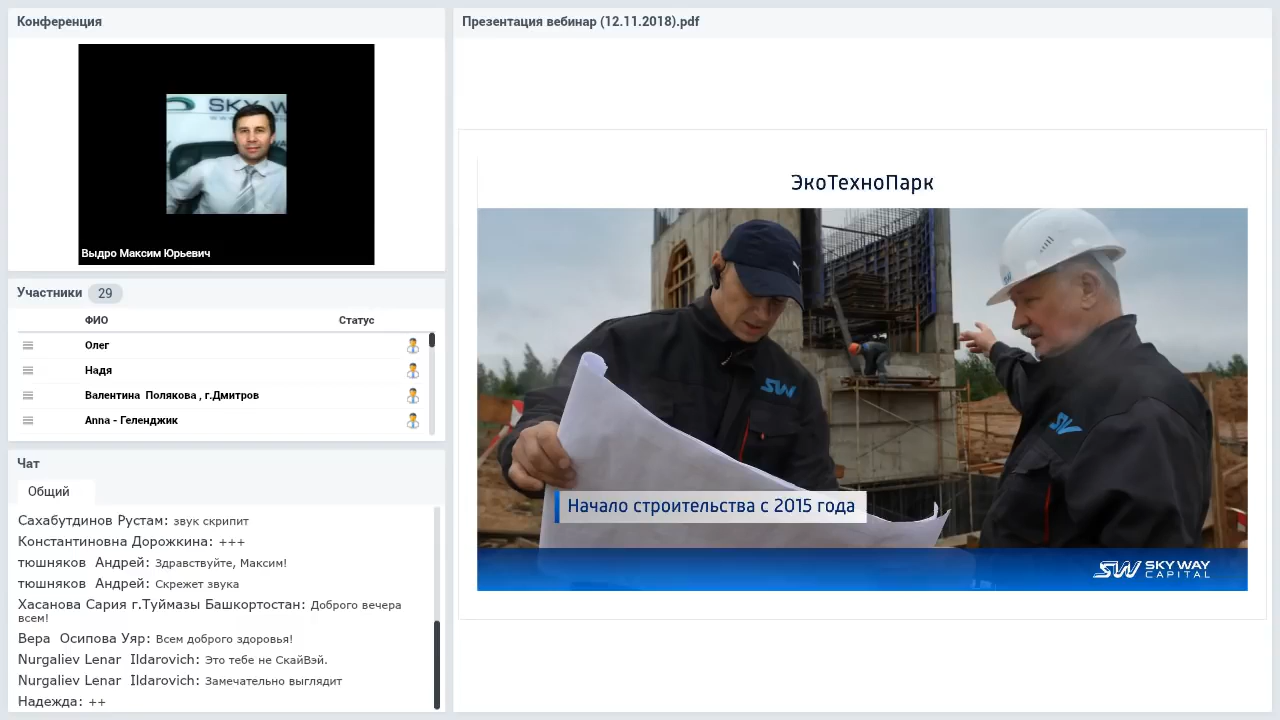 Конференция
SKY W
Выдро Максим Юрьевич
Участники 29
ФИО Статус
Олег
Надя
Валентина Полякова , г.Дмитров
Anna - Геленджик
Чат
Общий
Сахабутдинов Рустам: звук скрипит
Константиновна Дорожкина: +++
тюшняков Андрей: Здравствуйте, Максим!
тюшняков Андрей: Скрежет звука
Хасанова Сария г.Туймазы Башкортостан: Доброго вечера
всем!
Вера Осипова Уяр: Всем доброго здоровья!
Nurgaliev Lenar Ildarovich: Это тебе не СкайВэй.
Nurgaliev Lenar Ildarovich: Замечательно выглядит
Надежда: ++
Презентация вебинар (12.11.2018).pdf
ЭкоТехноПарк
SW
Начало строительства с 2015 года
SW SKY WAY
CAPITAL